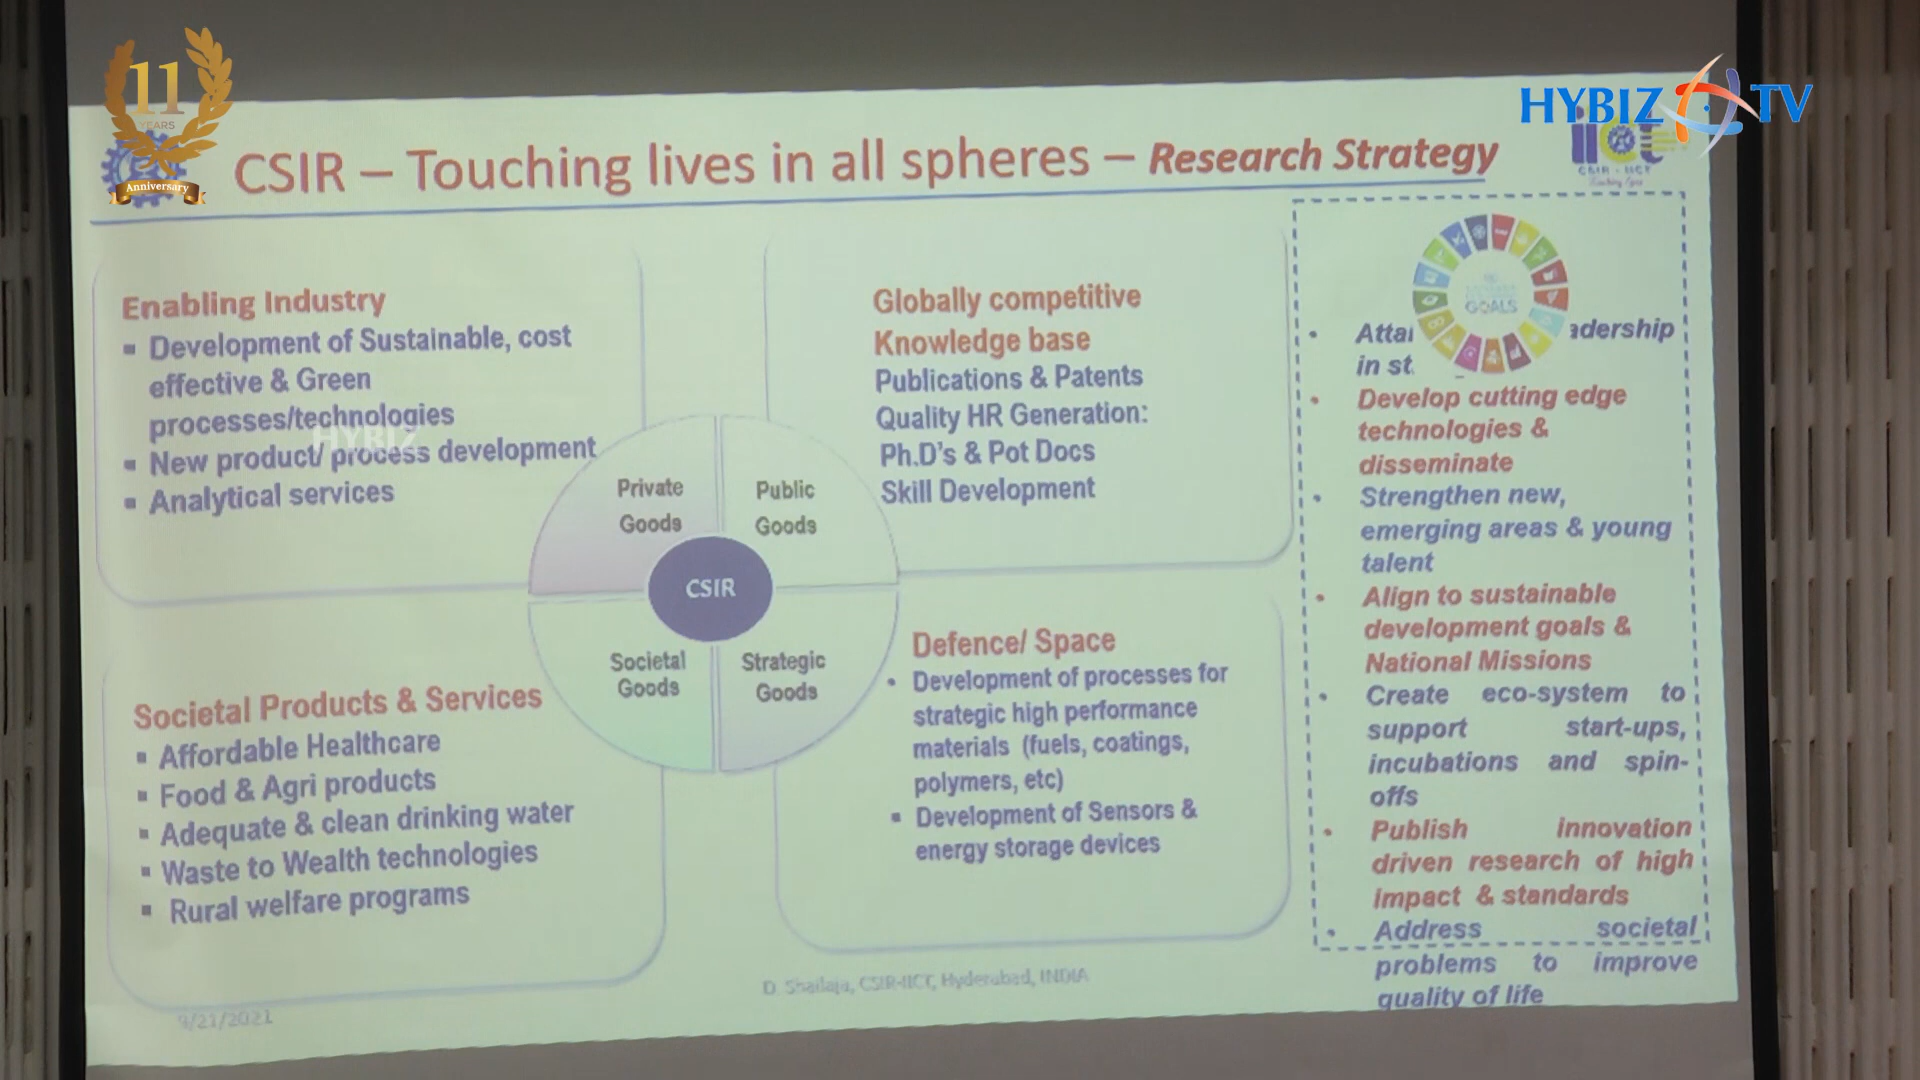 11
YEARS
Anniversary
HYBIZ TV
iict
CSIR - IICT
CSIR – Touching lives in all spheres – Research Strategy
Enabling Industry
▪ Development of Sustainable, cost
effective & Green
processes/technologies
▪ New product/ process development
▪ Analytical services
HYBIZ
Globally competitive
Knowledge base
Publications & Patents
Quality HR Generation:
Ph.D's & Pot Docs
Skill Development
Private
Goods
Public
Goods
CSIR
Societal
Goods
Strategic
Goods
Societal Products & Services
▪ Affordable Healthcare
▪ Food & Agri products
▪ Adequate & clean drinking water
▪ Waste to Wealth technologies
▪ Rural welfare programs
Defence/ Space
• Development of processes for
strategic high performance
materials (fuels, coatings,
polymers, etc)
▪ Development of Sensors &
energy storage devices
GOALS
• Attai adership
in st
• Develop cutting edge
technologies &
disseminate
• Strengthen new,
emerging areas & young
talent
• Align to sustainable
development goals &
National Missions
• Create eco-system to
support start-ups,
incubations and spin-
offs
• Publish innovation
driven research of high
impact & standards
• Address societal
problems to improve
quality of life
D. Shailaja, CSIR-IICT, Hyderabad, INDIA
9/21/2021